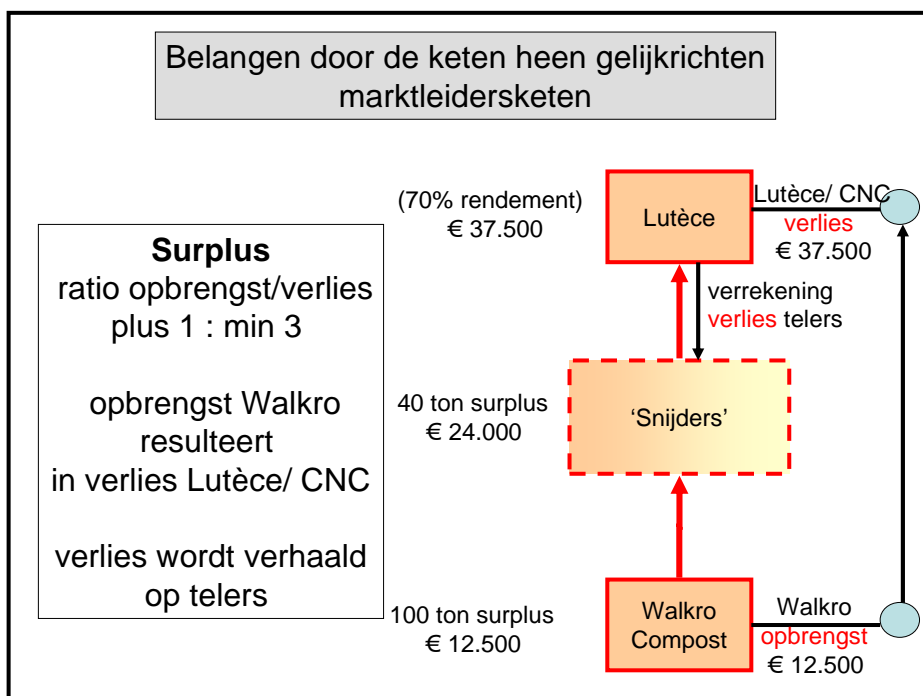 Belangen door de keten heen gelijkrichten
marktleidersketen
Surplus
ratio opbrengst/verlies
plus 1 : min 3
opbrengst Walkro
resulteert
in verlies Lutèce/ CNC
verlies wordt verhaald
op telers
(70% rendement)
€ 37.500
Lutèce
Lutèce/ CNC
verlies
€ 37.500
verrekening
verlies telers
40 ton surplus
€ 24.000
‘Snijders’
100 ton surplus
€ 12.500
Walkro
Compost
Walkro
opbrengst
€ 12.500